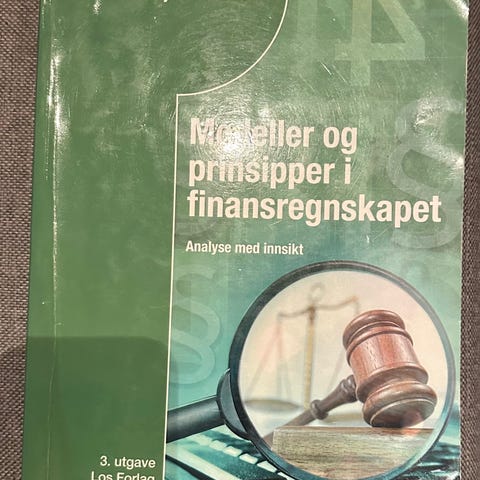 Modeller og
prinsipper i
finansregnskapet
Analyse med innsikt
3. utgave
Los Forlag